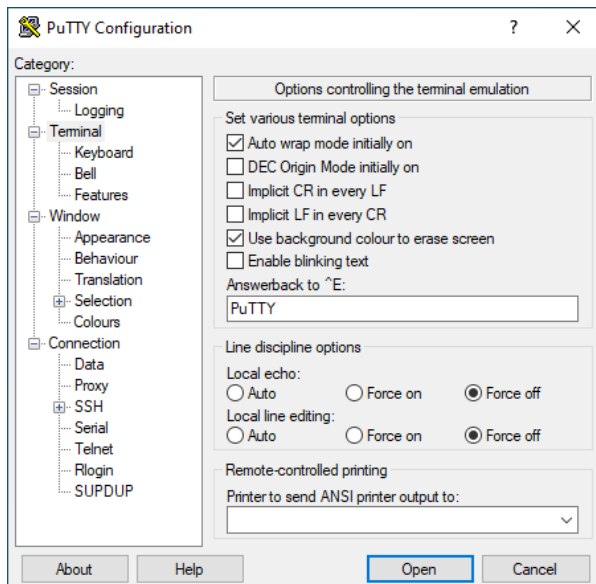 PuTTY Configuration
?
Category:
Session
Logging
Terminal
Keyboard
Bell
Features
Window
Appearance
Behaviour
Translation
Selection
Colours
Connection
Data
Proxy
SSH
Serial
Telnet
Rlogin
SUPDUP
Options controlling the terminal emulation
Set various terminal options
Auto wrap mode initially on
DEC Origin Mode initially on
Implicit CR in every LF
Implicit LF in every CR
Use background colour to erase screen
Enable blinking text
Answerback to ^E:
PuTTY
Line discipline options
Local echo:
Auto Force on Force off
Local line editing:
Auto Force on Force off
Remote-controlled printing
Printer to send ANSI printer output to:
About Help Open Cancel